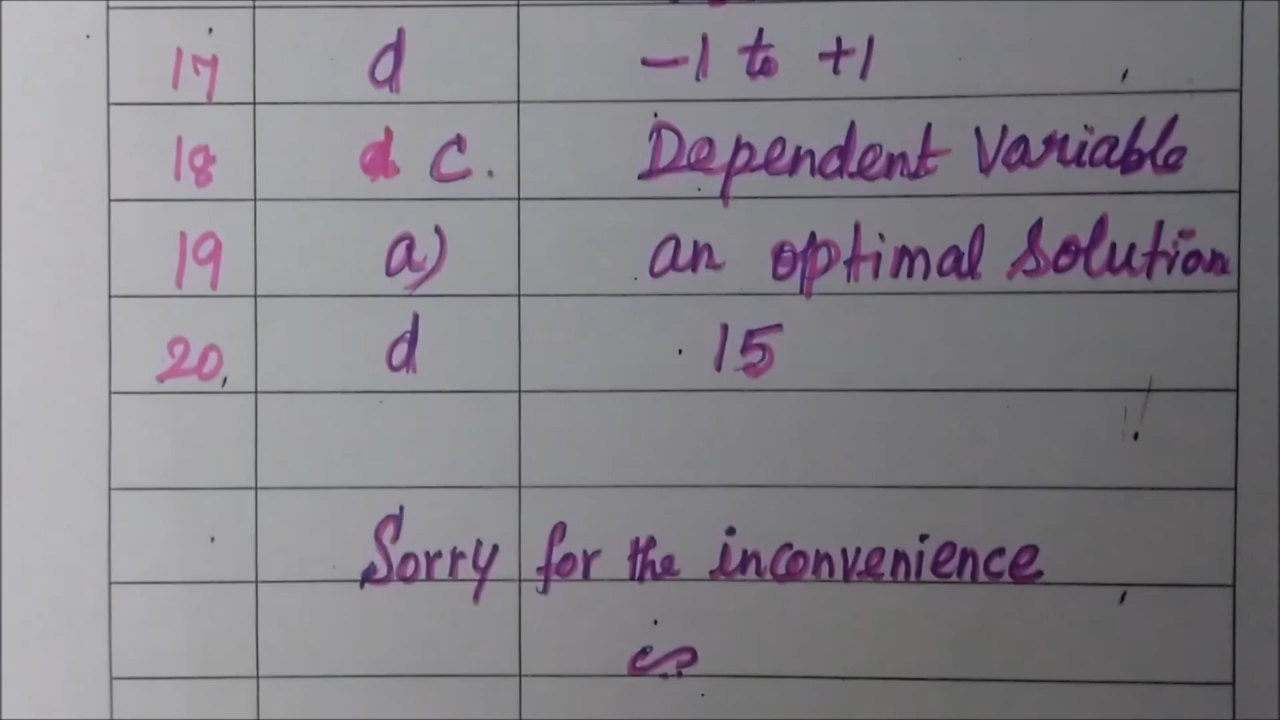 17 d -1 to +1
18 d c. Dependent Variable
19 a) an optimal solution
20. d 15
Sorry for the inconvenience